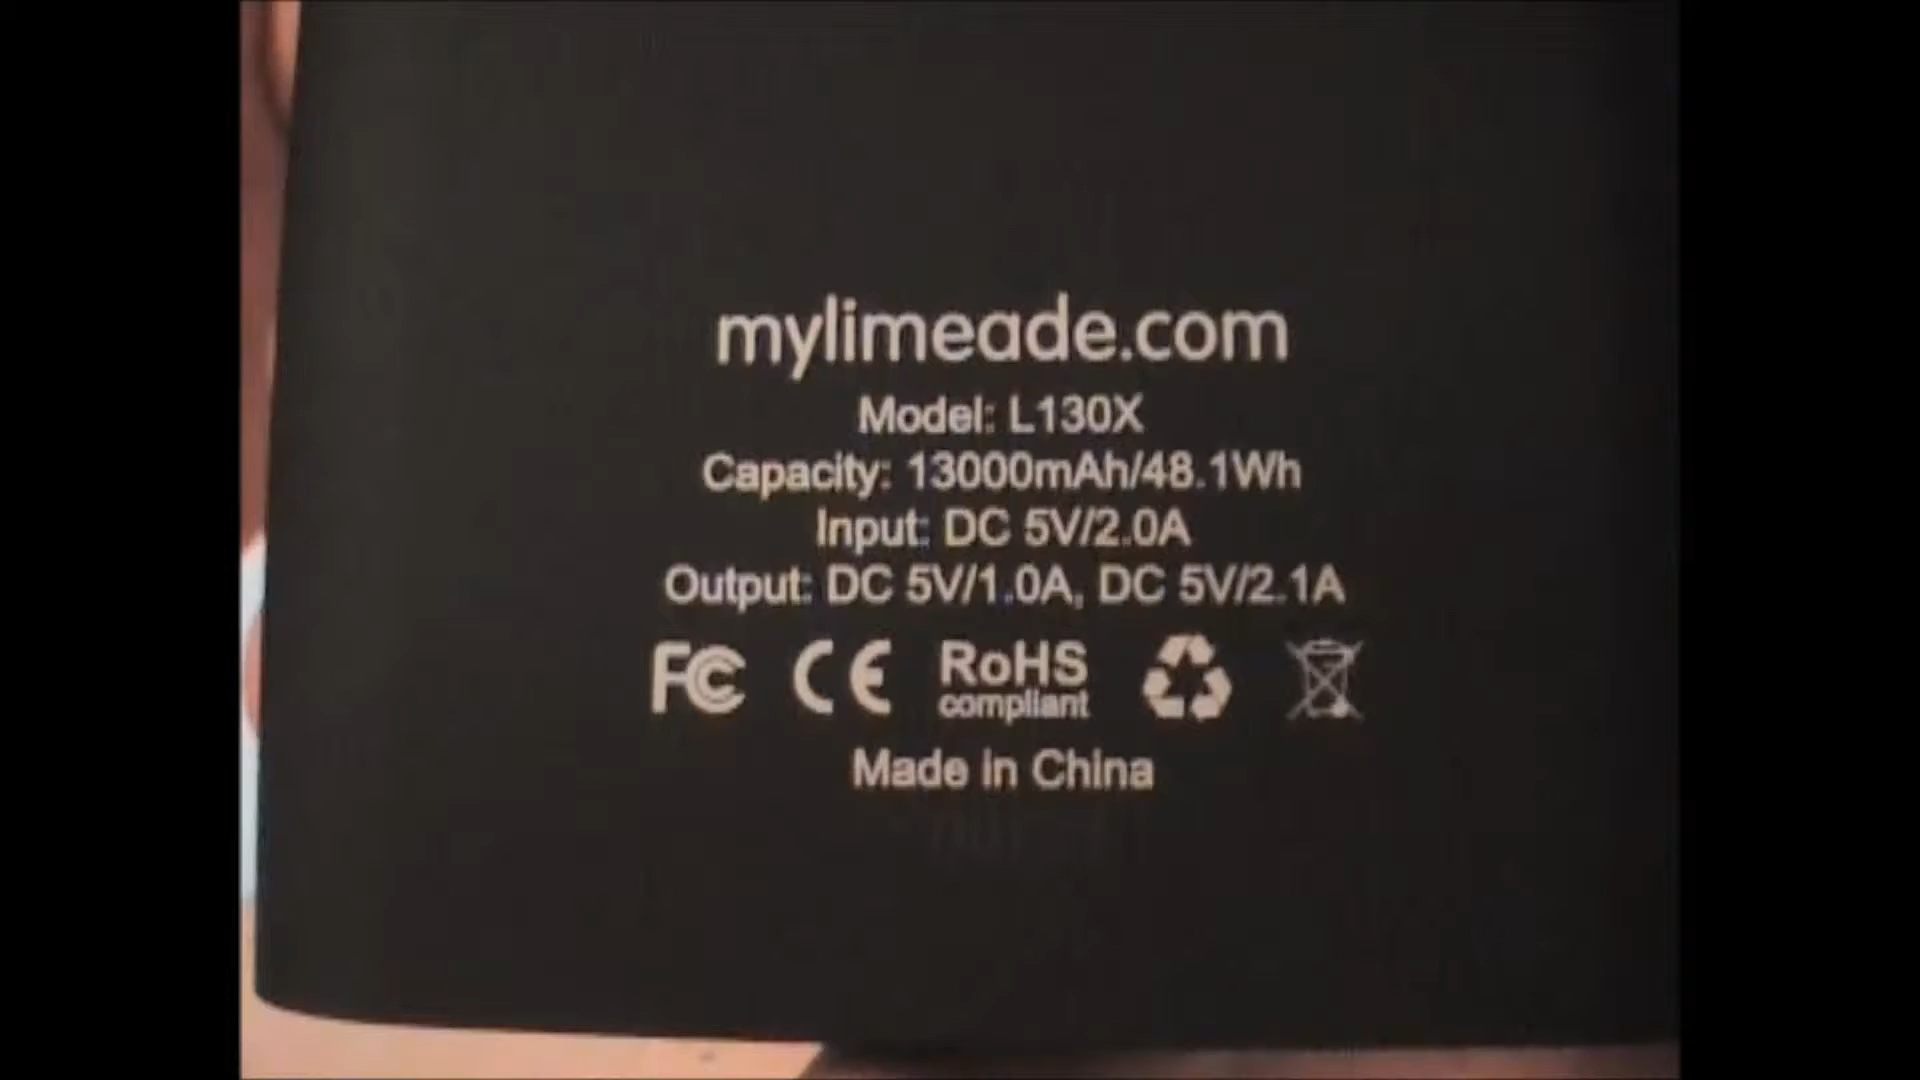 mylimeade.com
Model: L130X
Capacity: 13000mAh/48.1Wh
Input: DC 5V/2.0A
Output: DC 5V/1.0A, DC 5V/2.1A
FC CE RoHS
compliant
Made in China